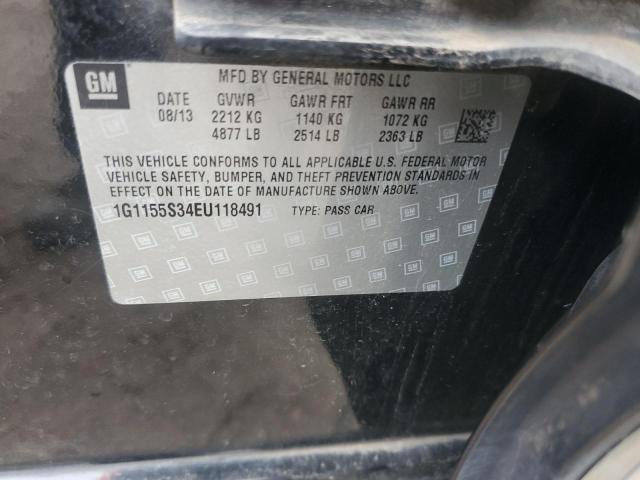 GM
MFD BY GENERAL MOTORS LLC
DATE GVWR GAWR FRT GAWR RR
08/13 2212 KG 1140 KG 1072 KG
4877 LB 2514 LB 2363 LB
THIS VEHICLE CONFORMS TO ALL APPLICABLE U.S. FEDERAL MOTOR
VEHICLE SAFETY, BUMPER, AND THEFT PREVENTION STANDARDS IN
EFFECT ON THE DATE OF MANUFACTURE SHOWN ABOVE.
1G1155S34EU118491 TYPE: PASS CAR